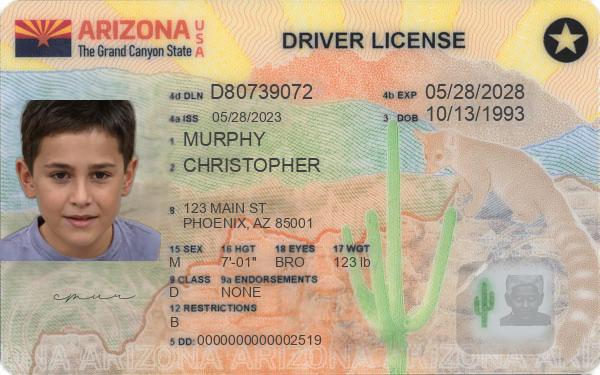 ARIZONA USA
The Grand Canyon State
DRIVER LICENSE
4d DLN D80739072
4b EXP 05/28/2028
4a ISS 05/28/2023
3 DOB 10/13/1993
1 MURPHY
2 CHRISTOPHER
8 123 MAIN ST
PHOENIX, AZ 85001
15 SEX 16 HGT 18 EYES 17 WGT
M 7'-01" BRO 123 lb
9 CLASS 9a ENDORSEMENTS
D NONE
12 RESTRICTIONS
B
5 DD: 0000000000002519
ARIZONA ARIZONA ARIZONA ARIZONA